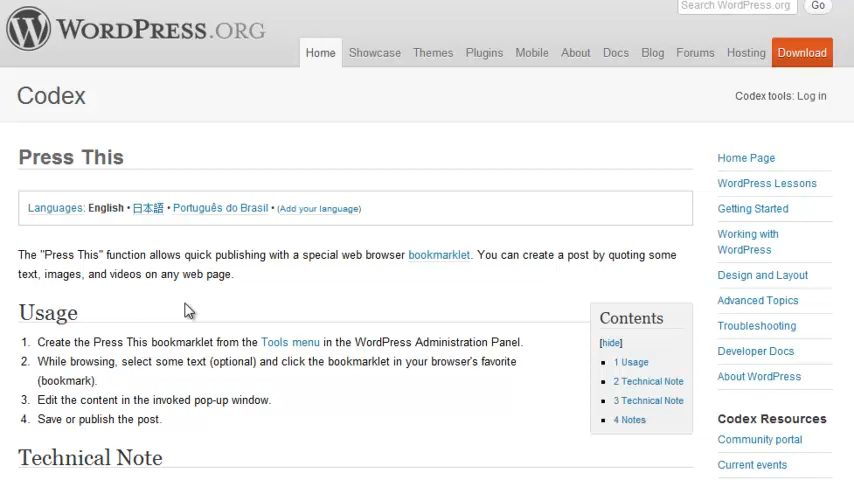 WORDPRESS.ORG
Search WordPress.org Go
Home Showcase Themes Plugins Mobile About Docs Blog Forums Hosting Download
Codex
Codex tools: Log in
Press This
Languages: English • 日本語 • Português do Brasil • (Add your language)
The "Press This" function allows quick publishing with a special web browser bookmarklet. You can create a post by quoting some
text, images, and videos on any web page.
Usage
1. Create the Press This bookmarklet from the Tools menu in the WordPress Administration Panel.
2. While browsing, select some text (optional) and click the bookmarklet in your browser's favorite
(bookmark).
3. Edit the content in the invoked pop-up window.
4. Save or publish the post.
Technical Note
Contents
[hide]
1 Usage
2 Technical Note
3 Technical Note
4 Notes
Home Page
WordPress Lessons
Getting Started
Working with
WordPress
Design and Layout
Advanced Topics
Troubleshooting
Developer Docs
About WordPress
Codex Resources
Community portal
Current events